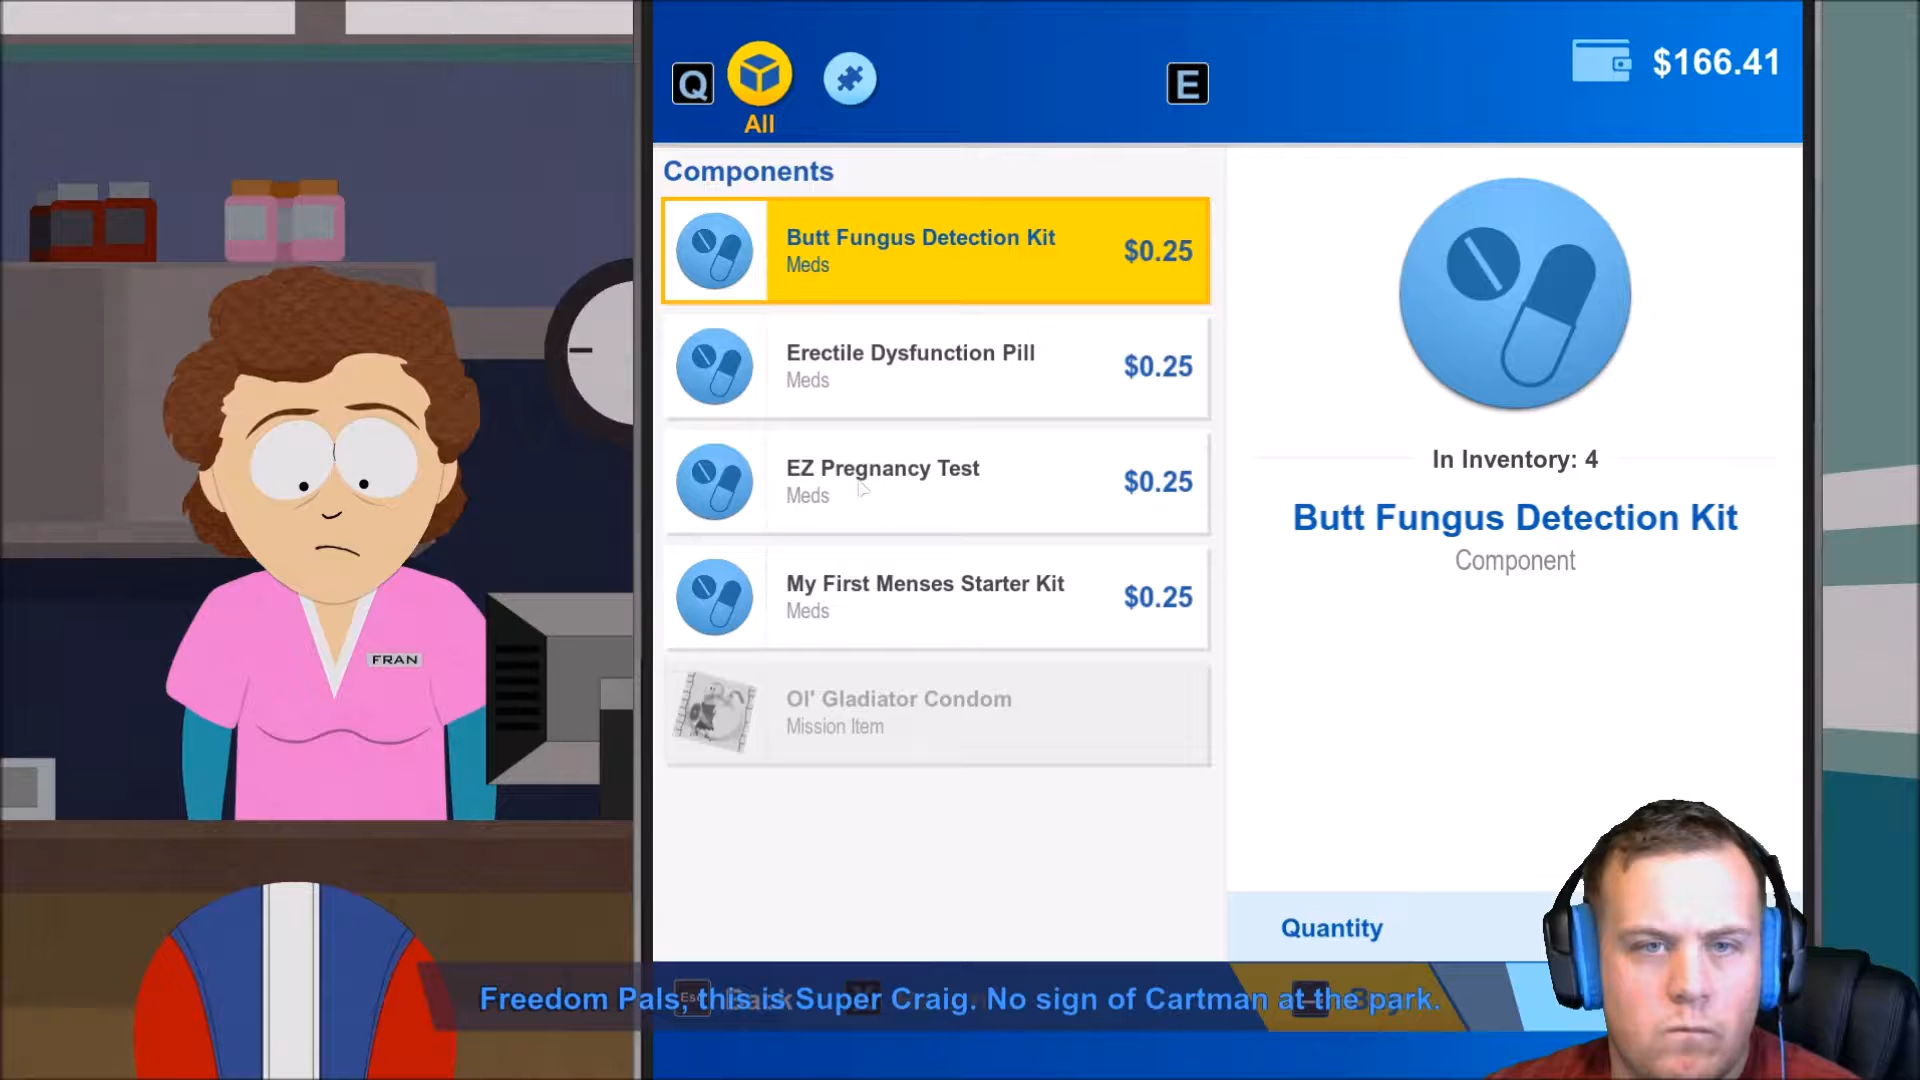 Q
All
E
$166.41
Components
Butt Fungus Detection Kit
Meds
$0.25
Erectile Dysfunction Pill
Meds
$0.25
EZ Pregnancy Test
Meds
$0.25
My First Menses Starter Kit
Meds
$0.25
Ol' Gladiator Condom
Mission Item
In Inventory: 4
Butt Fungus Detection Kit
Component
FRAN
Quantity
Esc Back
Freedom Pals, this is Super Craig. No sign of Cartman at the park.